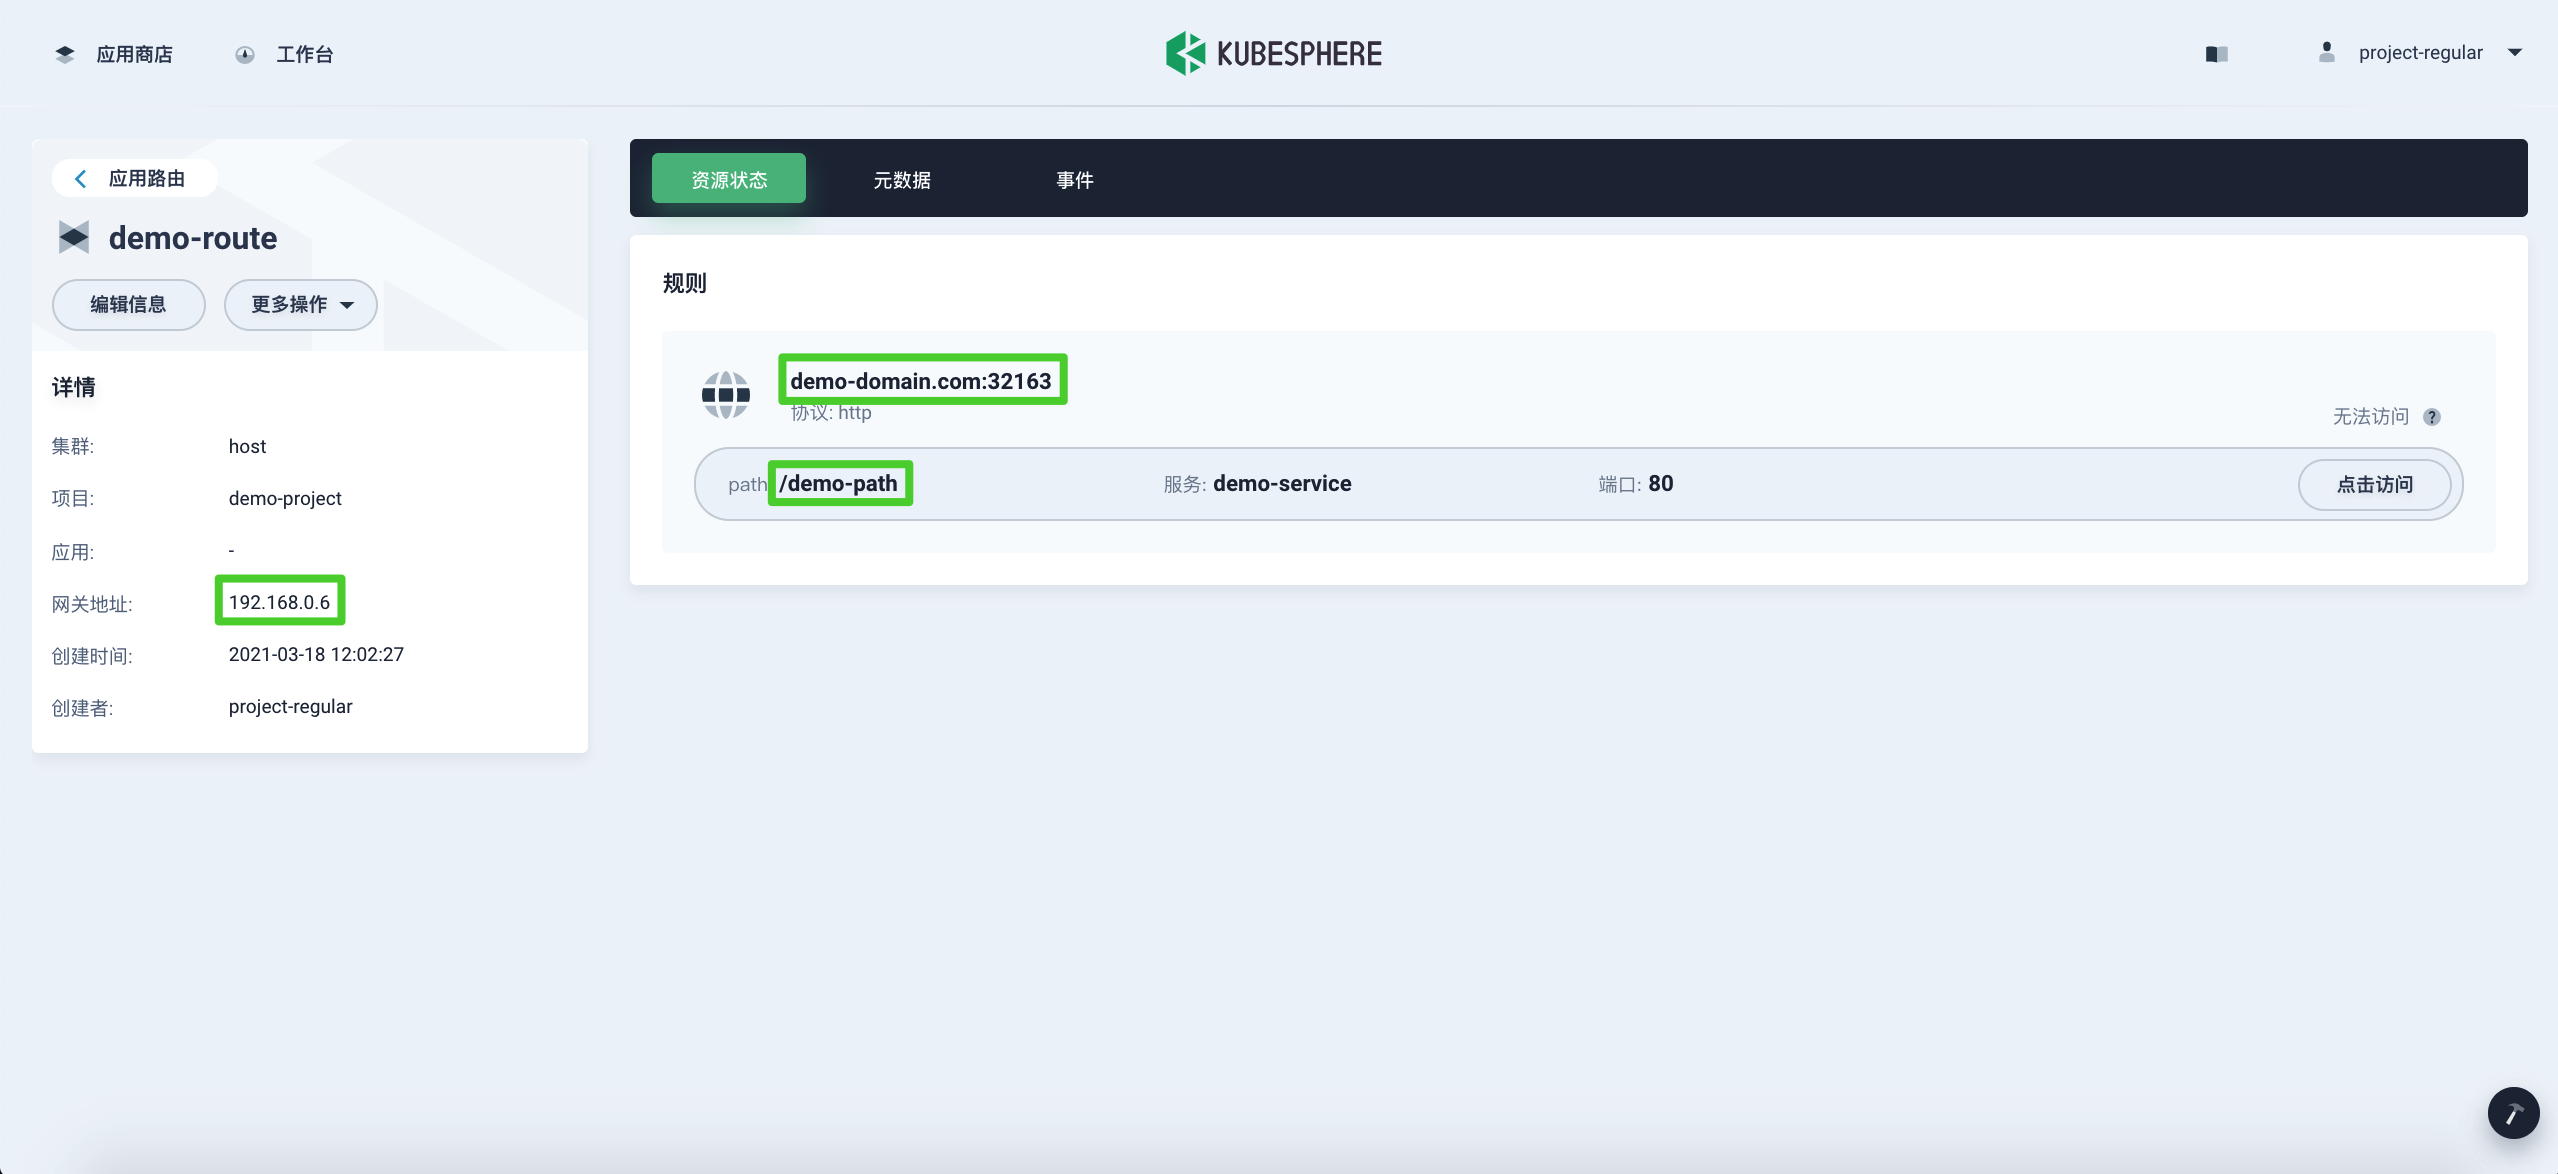 应用商店 工作台 KUBESPHERE project-regular
应用路由
demo-route
编辑信息 更多操作
详情
集群: host
项目: demo-project
应用: -
网关地址: 192.168.0.6
创建时间: 2021-03-18 12:02:27
创建者: project-regular
资源状态 元数据 事件
规则
demo-domain.com:32163
协议: http
无法访问 ?
path /demo-path 服务: demo-service 端口: 80 点击访问